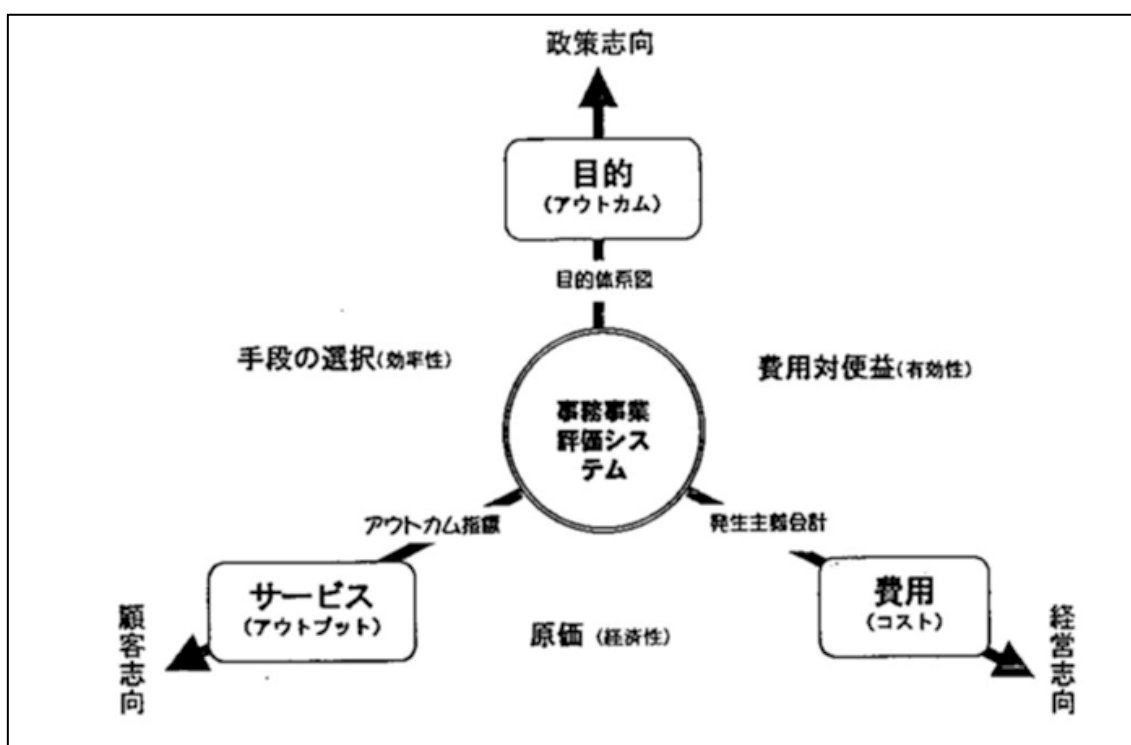 政策志向
目的
(アウトカム)
目的体系図
手段の選択(効率性)
費用対便益(有効性)
事務事業
評価シス
テム
アウトカム指標
発生主義会計
サービス
(アウトプット)
費用
(コスト)
原価(経済性)
顧客志向
経営志向